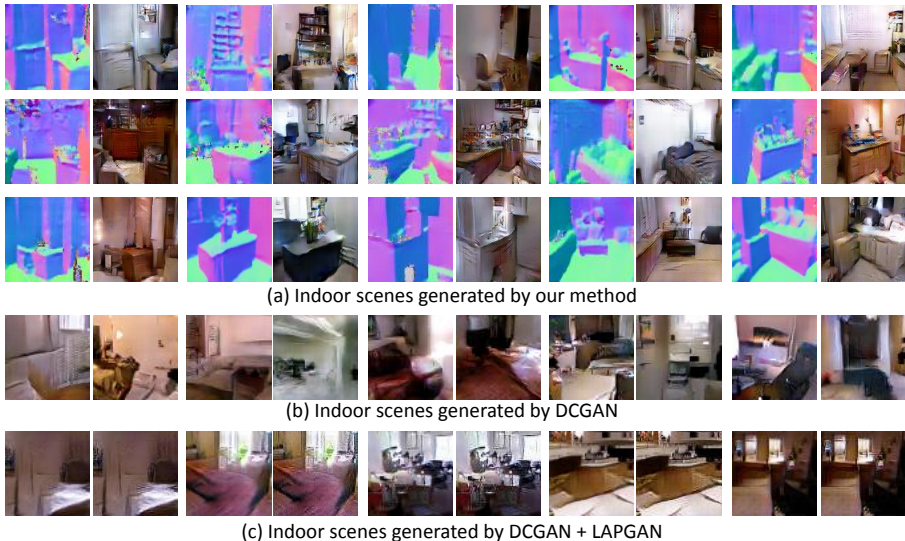 (a) Indoor scenes generated by our method
(b) Indoor scenes generated by DCGAN
(c) Indoor scenes generated by DCGAN + LAPGAN